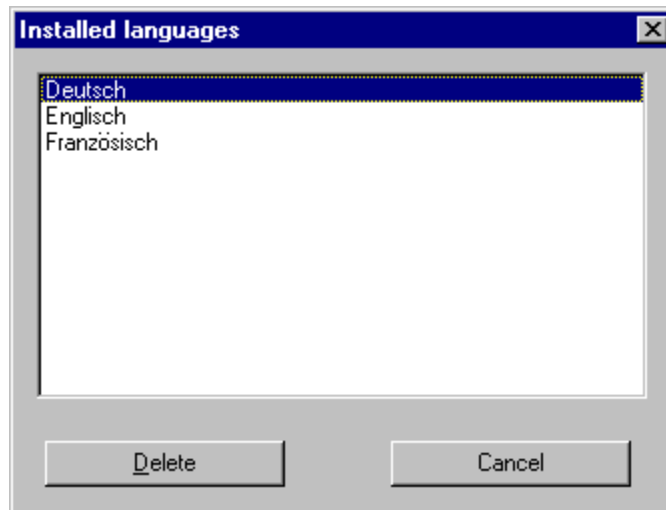 Installed languages
Deutsch
Englisch
Französisch
Delete
Cancel